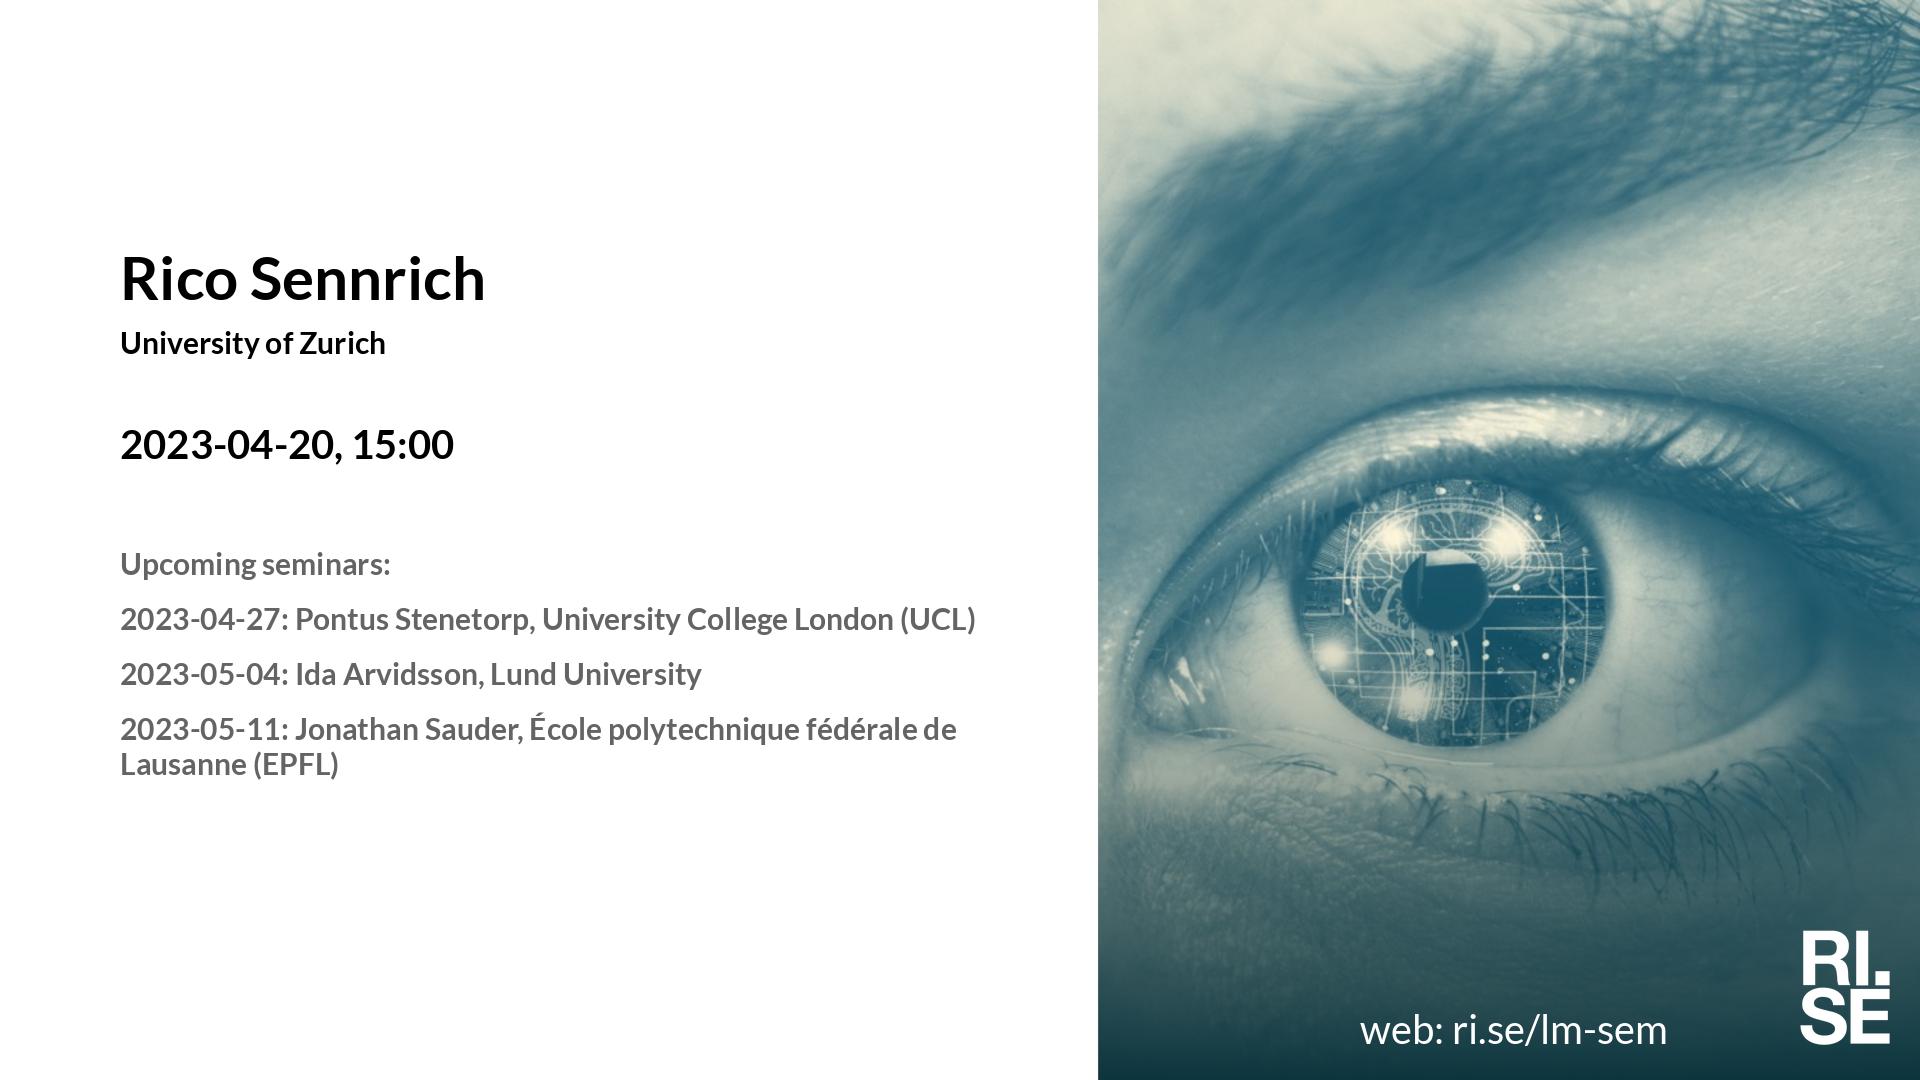 Rico Sennrich
University of Zurich
2023-04-20, 15:00
Upcoming seminars:
2023-04-27: Pontus Stenetorp, University College London (UCL)
2023-05-04: Ida Arvidsson, Lund University
2023-05-11: Jonathan Sauder, École polytechnique fédérale de
Lausanne (EPFL)
web: ri.se/lm-sem
RI.
SE